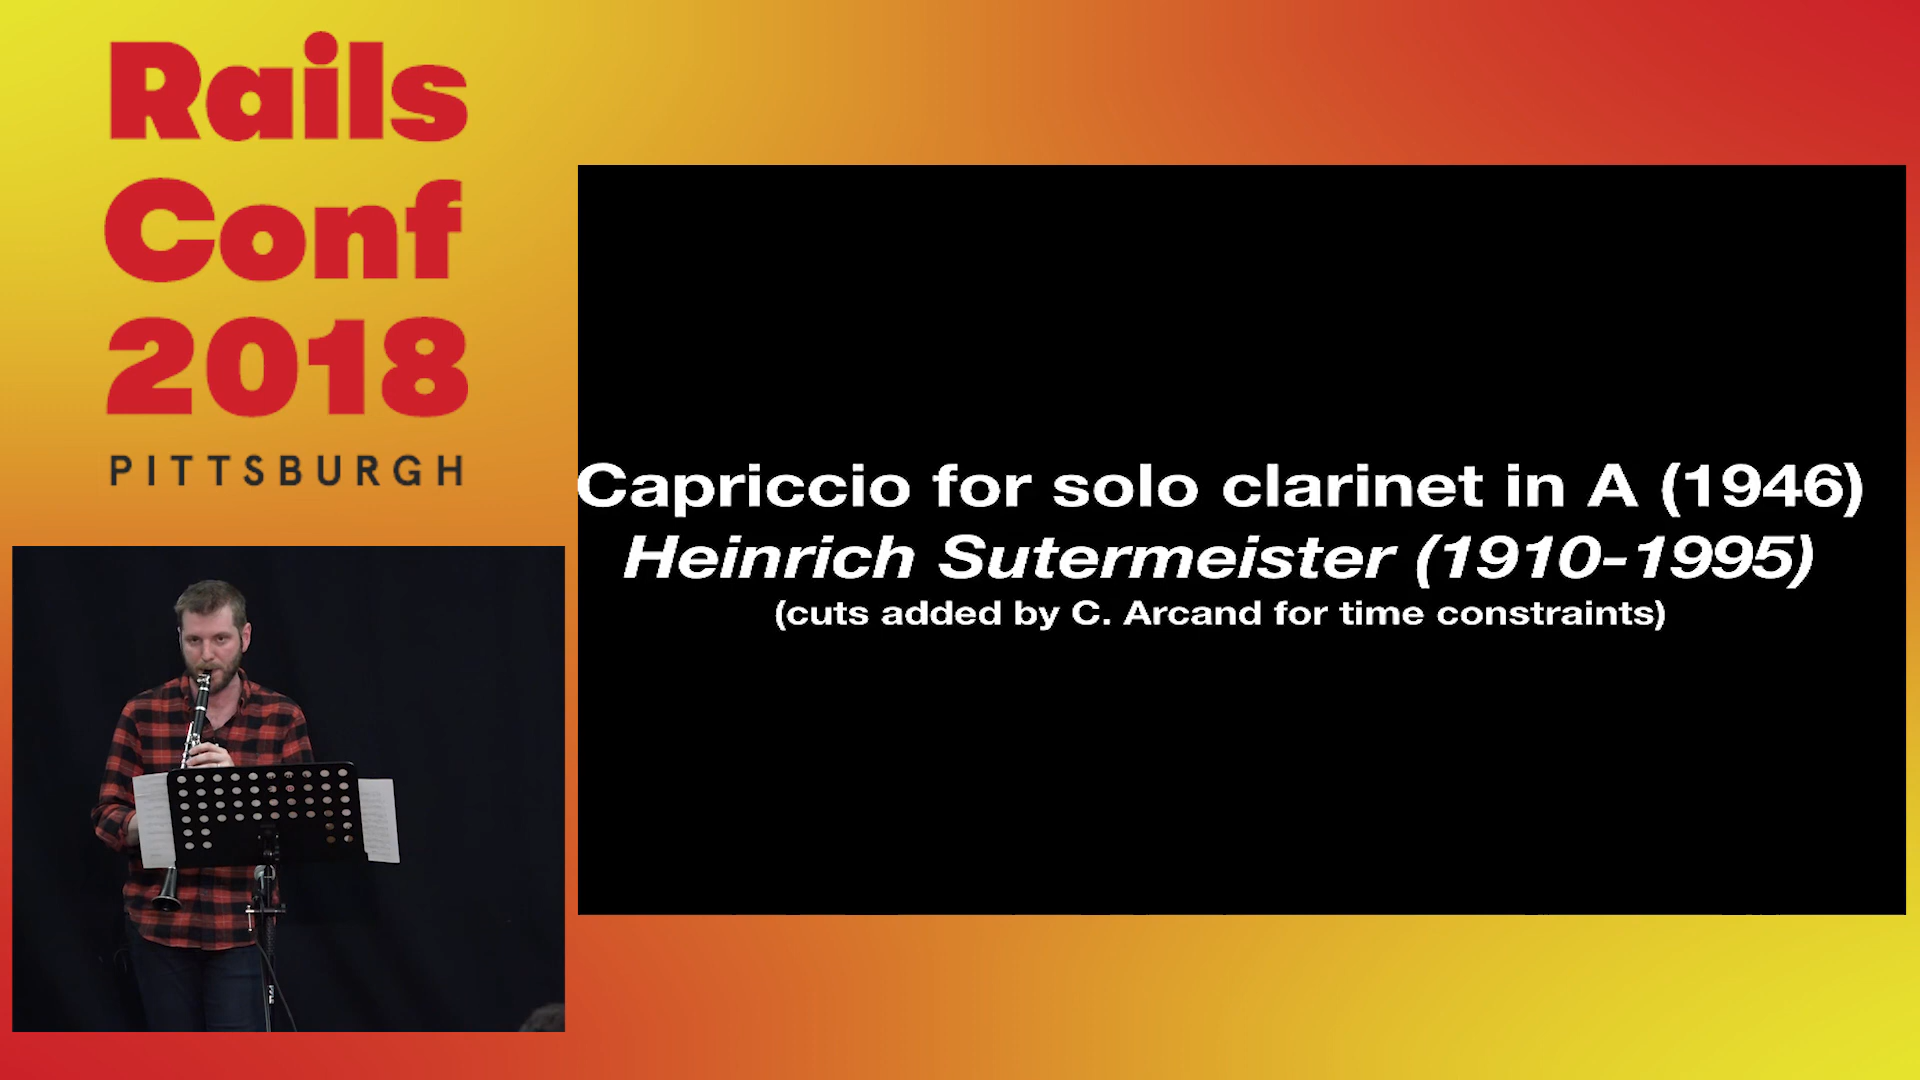 Rails
Conf
2018
PITTSBURGH
Capriccio for solo clarinet in A (1946)
Heinrich Sutermeister (1910-1995)
(cuts added by C. Arcand for time constraints)